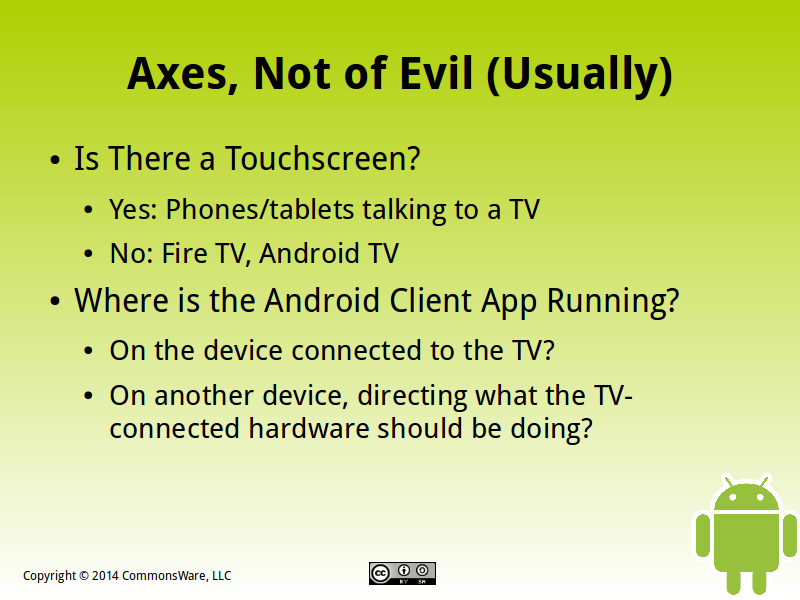 Axes, Not of Evil (Usually)
• Is There a Touchscreen?
• Yes: Phones/tablets talking to a TV
• No: Fire TV, Android TV
• Where is the Android Client App Running?
• On the device connected to the TV?
• On another device, directing what the TV-
connected hardware should be doing?
Copyright © 2014 CommonsWare, LLC
cc BY SA